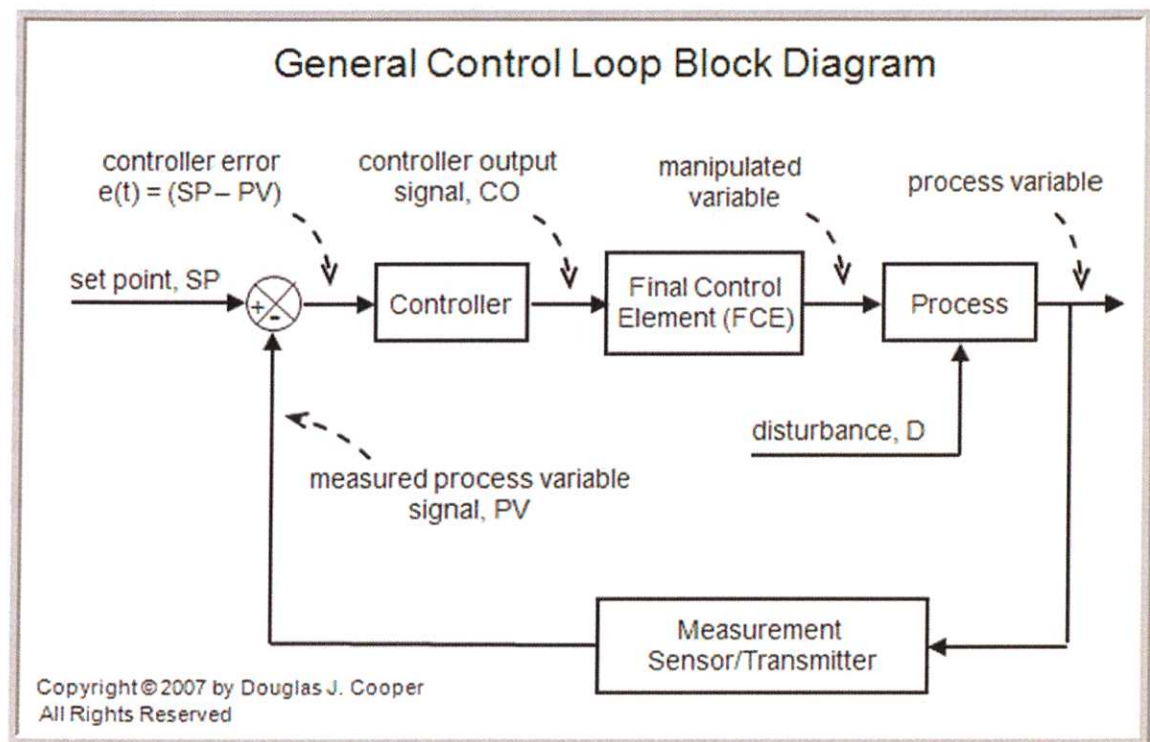 General Control Loop Block Diagram
controller error
e(t) = (SP – PV)
controller output
signal, CO
manipulated
variable
process variable
set point, SP
+
-
Controller
Final Control
Element (FCE)
Process
disturbance, D
measured process variable
signal, PV
Measurement
Sensor/Transmitter
Copyright © 2007 by Douglas J. Cooper
All Rights Reserved